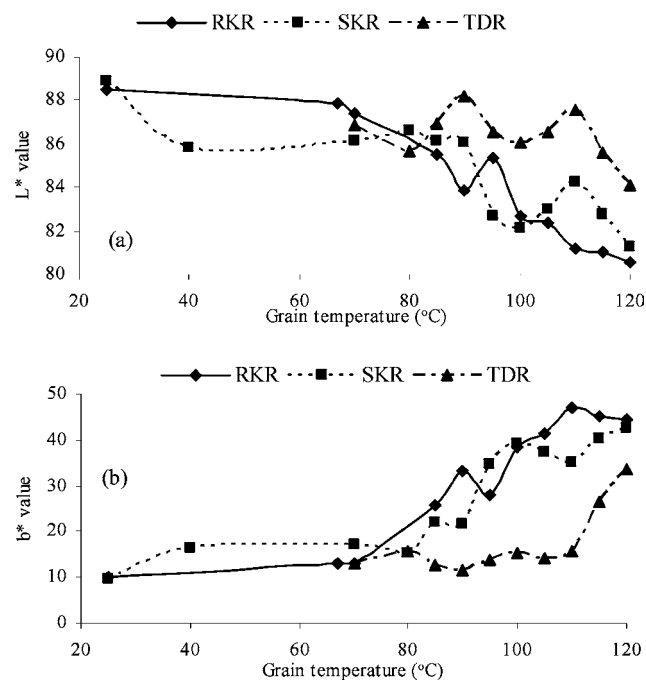 RKR SKR TDR
90
88
86
84
82
80
L* value
(a)
20 40 60 80 100 120
Grain temperature (°C)
RKR SKR TDR
50
40
30
20
10
0
b* value
(b)
20 40 60 80 100 120
Grain temperature (°C)